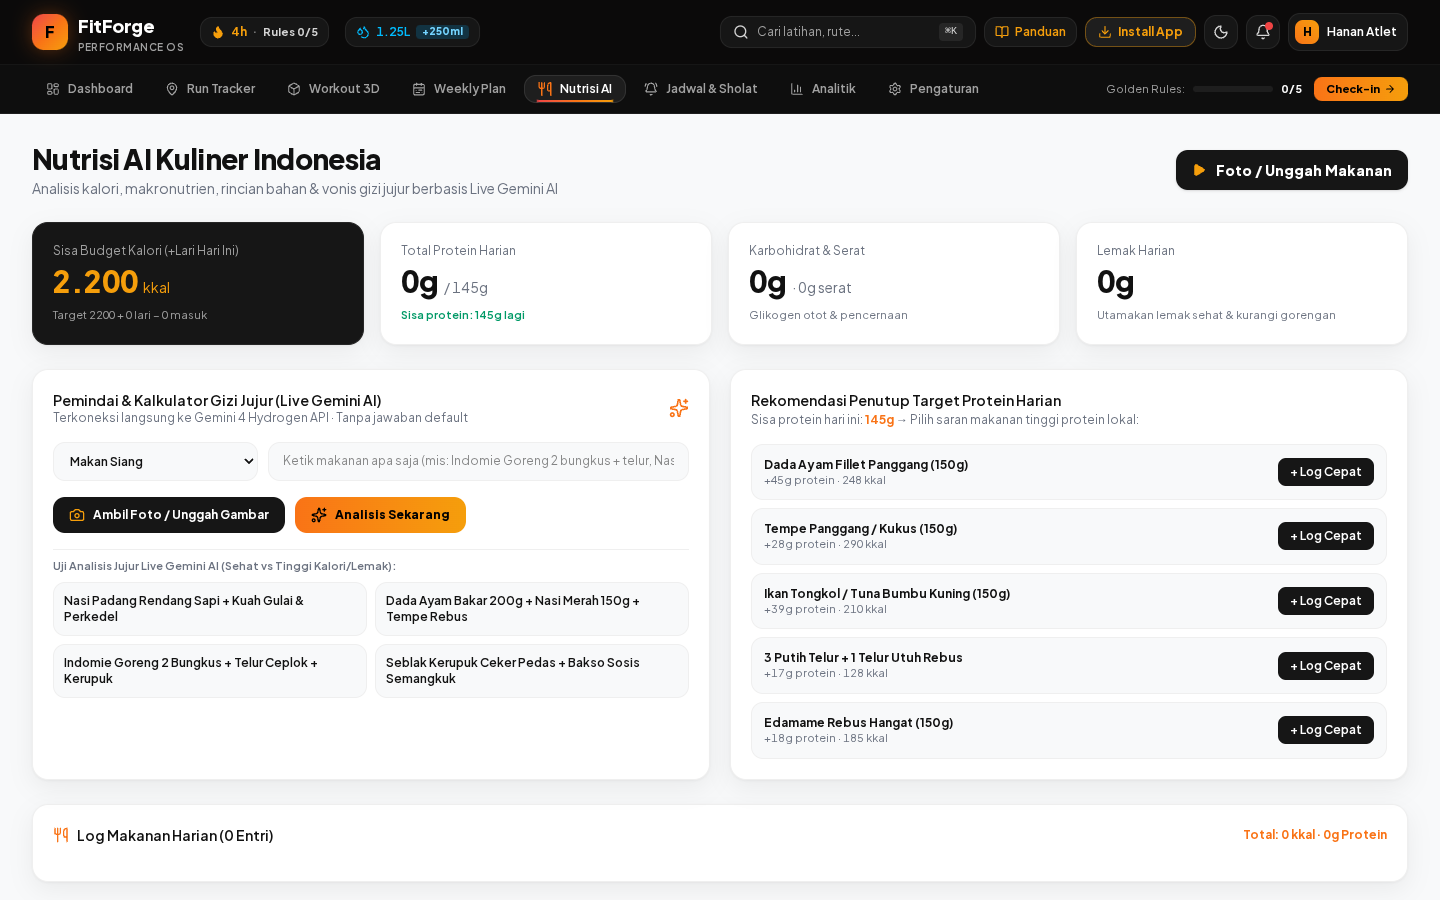 F
FitForge
PERFORMANCE OS
4h · Rules 0/5
1.25L +250ml
Cari latihan, rute... ⌘K
Panduan
Install App
H Hanan Atlet
Dashboard
Run Tracker
Workout 3D
Weekly Plan
Nutrisi AI
Jadwal & Sholat
Analitik
Pengaturan
Golden Rules: 0/5
Check-in →
Nutrisi AI Kuliner Indonesia
Analisis kalori, makronutrien, rincian bahan & vonis gizi jujur berbasis Live Gemini AI
Foto / Unggah Makanan
Sisa Budget Kalori (+Lari Hari Ini)
2.200 kkal
Target 2200 + 0 lari − 0 masuk
Total Protein Harian
0g / 145g
Sisa protein: 145g lagi
Karbohidrat & Serat
0g · 0g serat
Glikogen otot & pencernaan
Lemak Harian
0g
Utamakan lemak sehat & kurangi gorengan
Pemindai & Kalkulator Gizi Jujur (Live Gemini AI)
Terkoneksi langsung ke Gemini 4 Hydrogen API · Tanpa jawaban default
Makan Siang
Ketik makanan apa saja (mis: Indomie Goreng 2 bungkus + telur, Nas
Ambil Foto / Unggah Gambar
Analisis Sekarang
Uji Analisis Jujur Live Gemini AI (Sehat vs Tinggi Kalori/Lemak):
Nasi Padang Rendang Sapi + Kuah Gulai &
Perkedel
Dada Ayam Bakar 200g + Nasi Merah 150g +
Tempe Rebus
Indomie Goreng 2 Bungkus + Telur Ceplok +
Kerupuk
Seblak Kerupuk Ceker Pedas + Bakso Sosis
Semangkuk
Rekomendasi Penutup Target Protein Harian
Sisa protein hari ini: 145g → Pilih saran makanan tinggi protein lokal:
Dada Ayam Fillet Panggang (150g)
+45g protein · 248 kkal
+ Log Cepat
Tempe Panggang / Kukus (150g)
+28g protein · 290 kkal
+ Log Cepat
Ikan Tongkol / Tuna Bumbu Kuning (150g)
+39g protein · 210 kkal
+ Log Cepat
3 Putih Telur + 1 Telur Utuh Rebus
+17g protein · 128 kkal
+ Log Cepat
Edamame Rebus Hangat (150g)
+18g protein · 185 kkal
+ Log Cepat
Log Makanan Harian (0 Entri)
Total: 0 kkal · 0g Protein